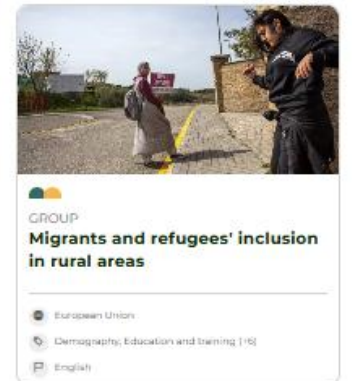 GROUP
Migrants and refugees' inclusion
in rural areas
European Union
Demography, Education and training (+6)
English